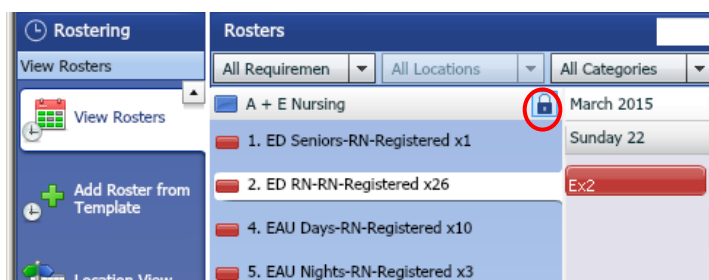 Rostering
Rosters
View Rosters
All Requiremen
All Locations
All Categories
View Rosters
A + E Nursing
March 2015
1. ED Seniors-RN-Registered x1
Sunday 22
Add Roster from
Template
2. ED RN-RN-Registered x26
Ex2
4. EAU Days-RN-Registered x10
Location View
5. EAU Nights-RN-Registered x3